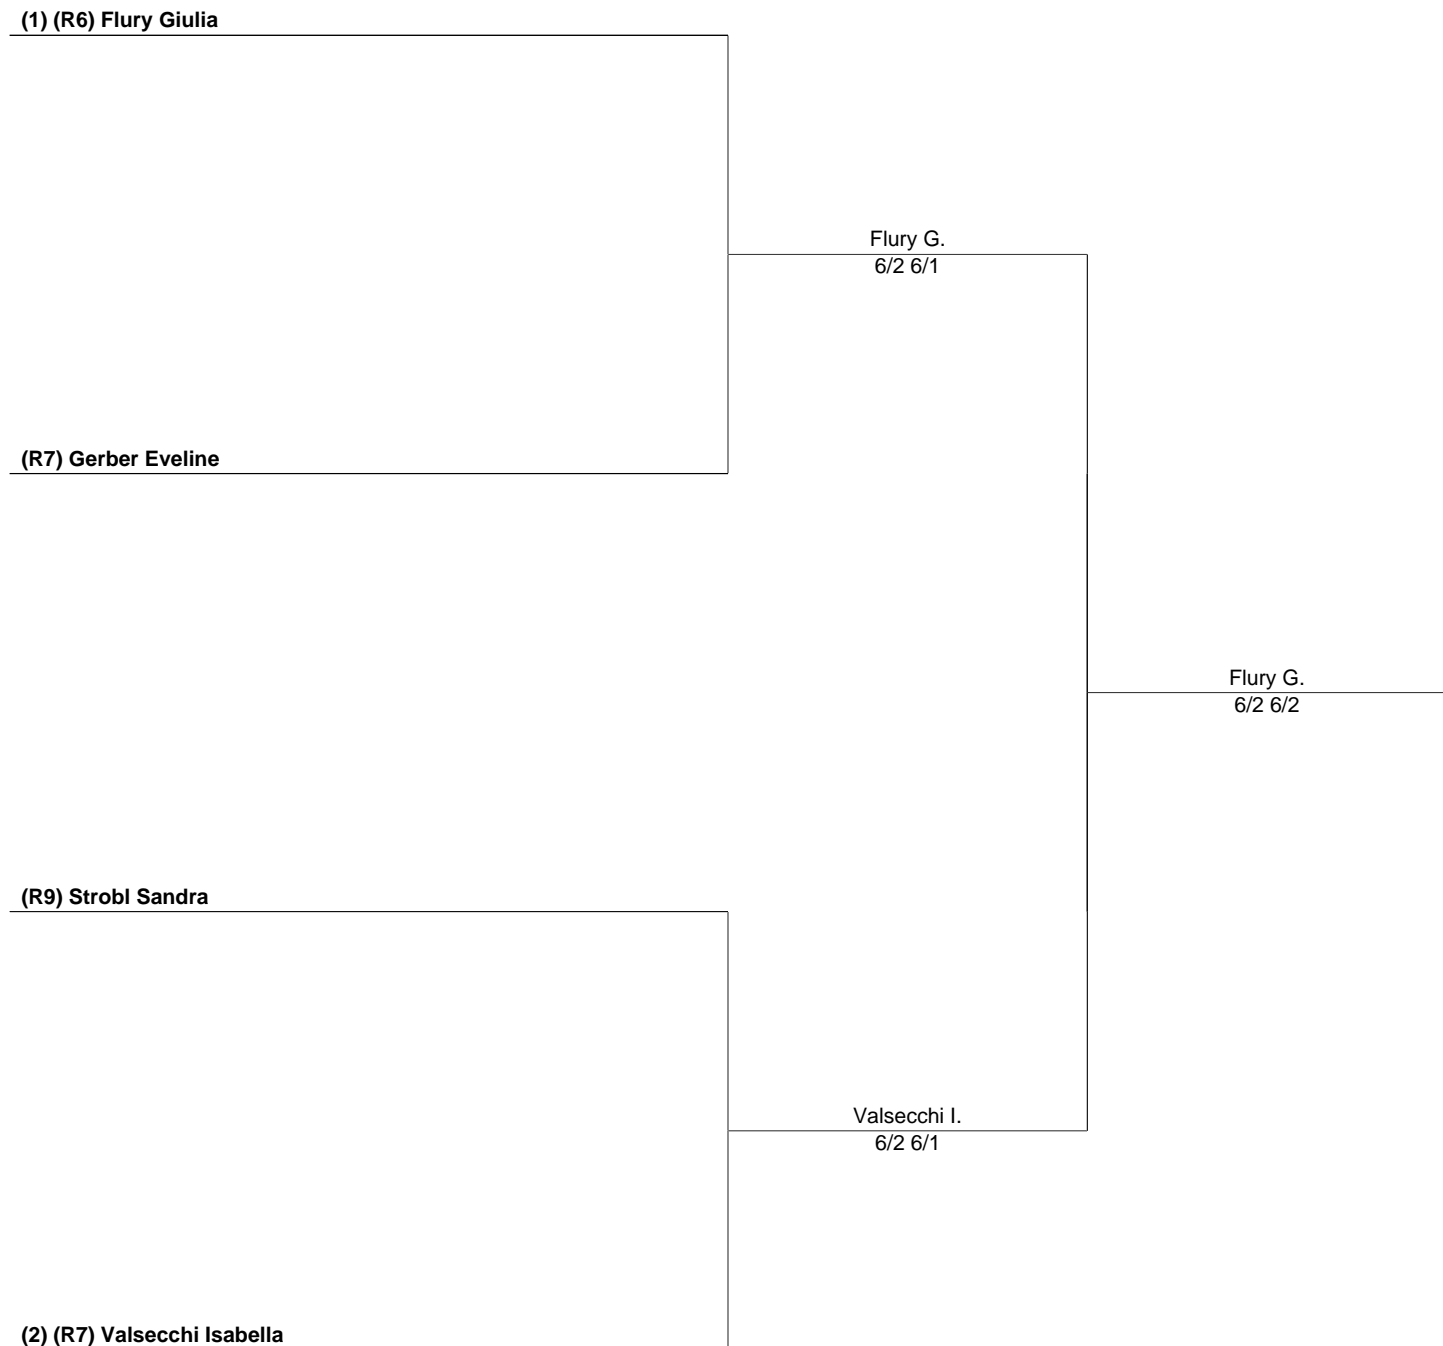 (1) (R6) Flury Giulia
Flury G.
6/2 6/1
(R7) Gerber Eveline
Flury G.
6/2 6/2
(R9) Strobl Sandra
Valsecchi I.
6/2 6/1
(2) (R7) Valsecchi Isabella